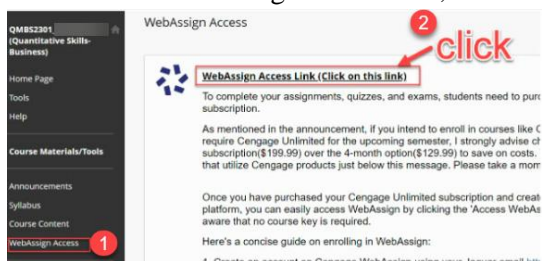 QMBS2301_
(Quantitative Skills-
Business)
Home Page
Tools
Help
Course Materials/Tools
Announcements
Syllabus
Course Content
WebAssign Access
1
WebAssign Access
2
click
WebAssign Access Link (Click on this link)
To complete your assignments, quizzes, and exams, students need to purc
subscription.
As mentioned in the announcement, if you intend to enroll in courses like C
require Cengage Unlimited for the upcoming semester, I strongly advise ch
subscription($199.99) over the 4-month option($129.99) to save on costs.
that utilize Cengage products just below this message. Please take a mom
Once you have purchased your Cengage Unlimited subscription and creat
platform, you can easily access WebAssign by clicking the 'Access WebAs
aware that no course key is required.
Here's a concise guide on enrolling in WebAssign: